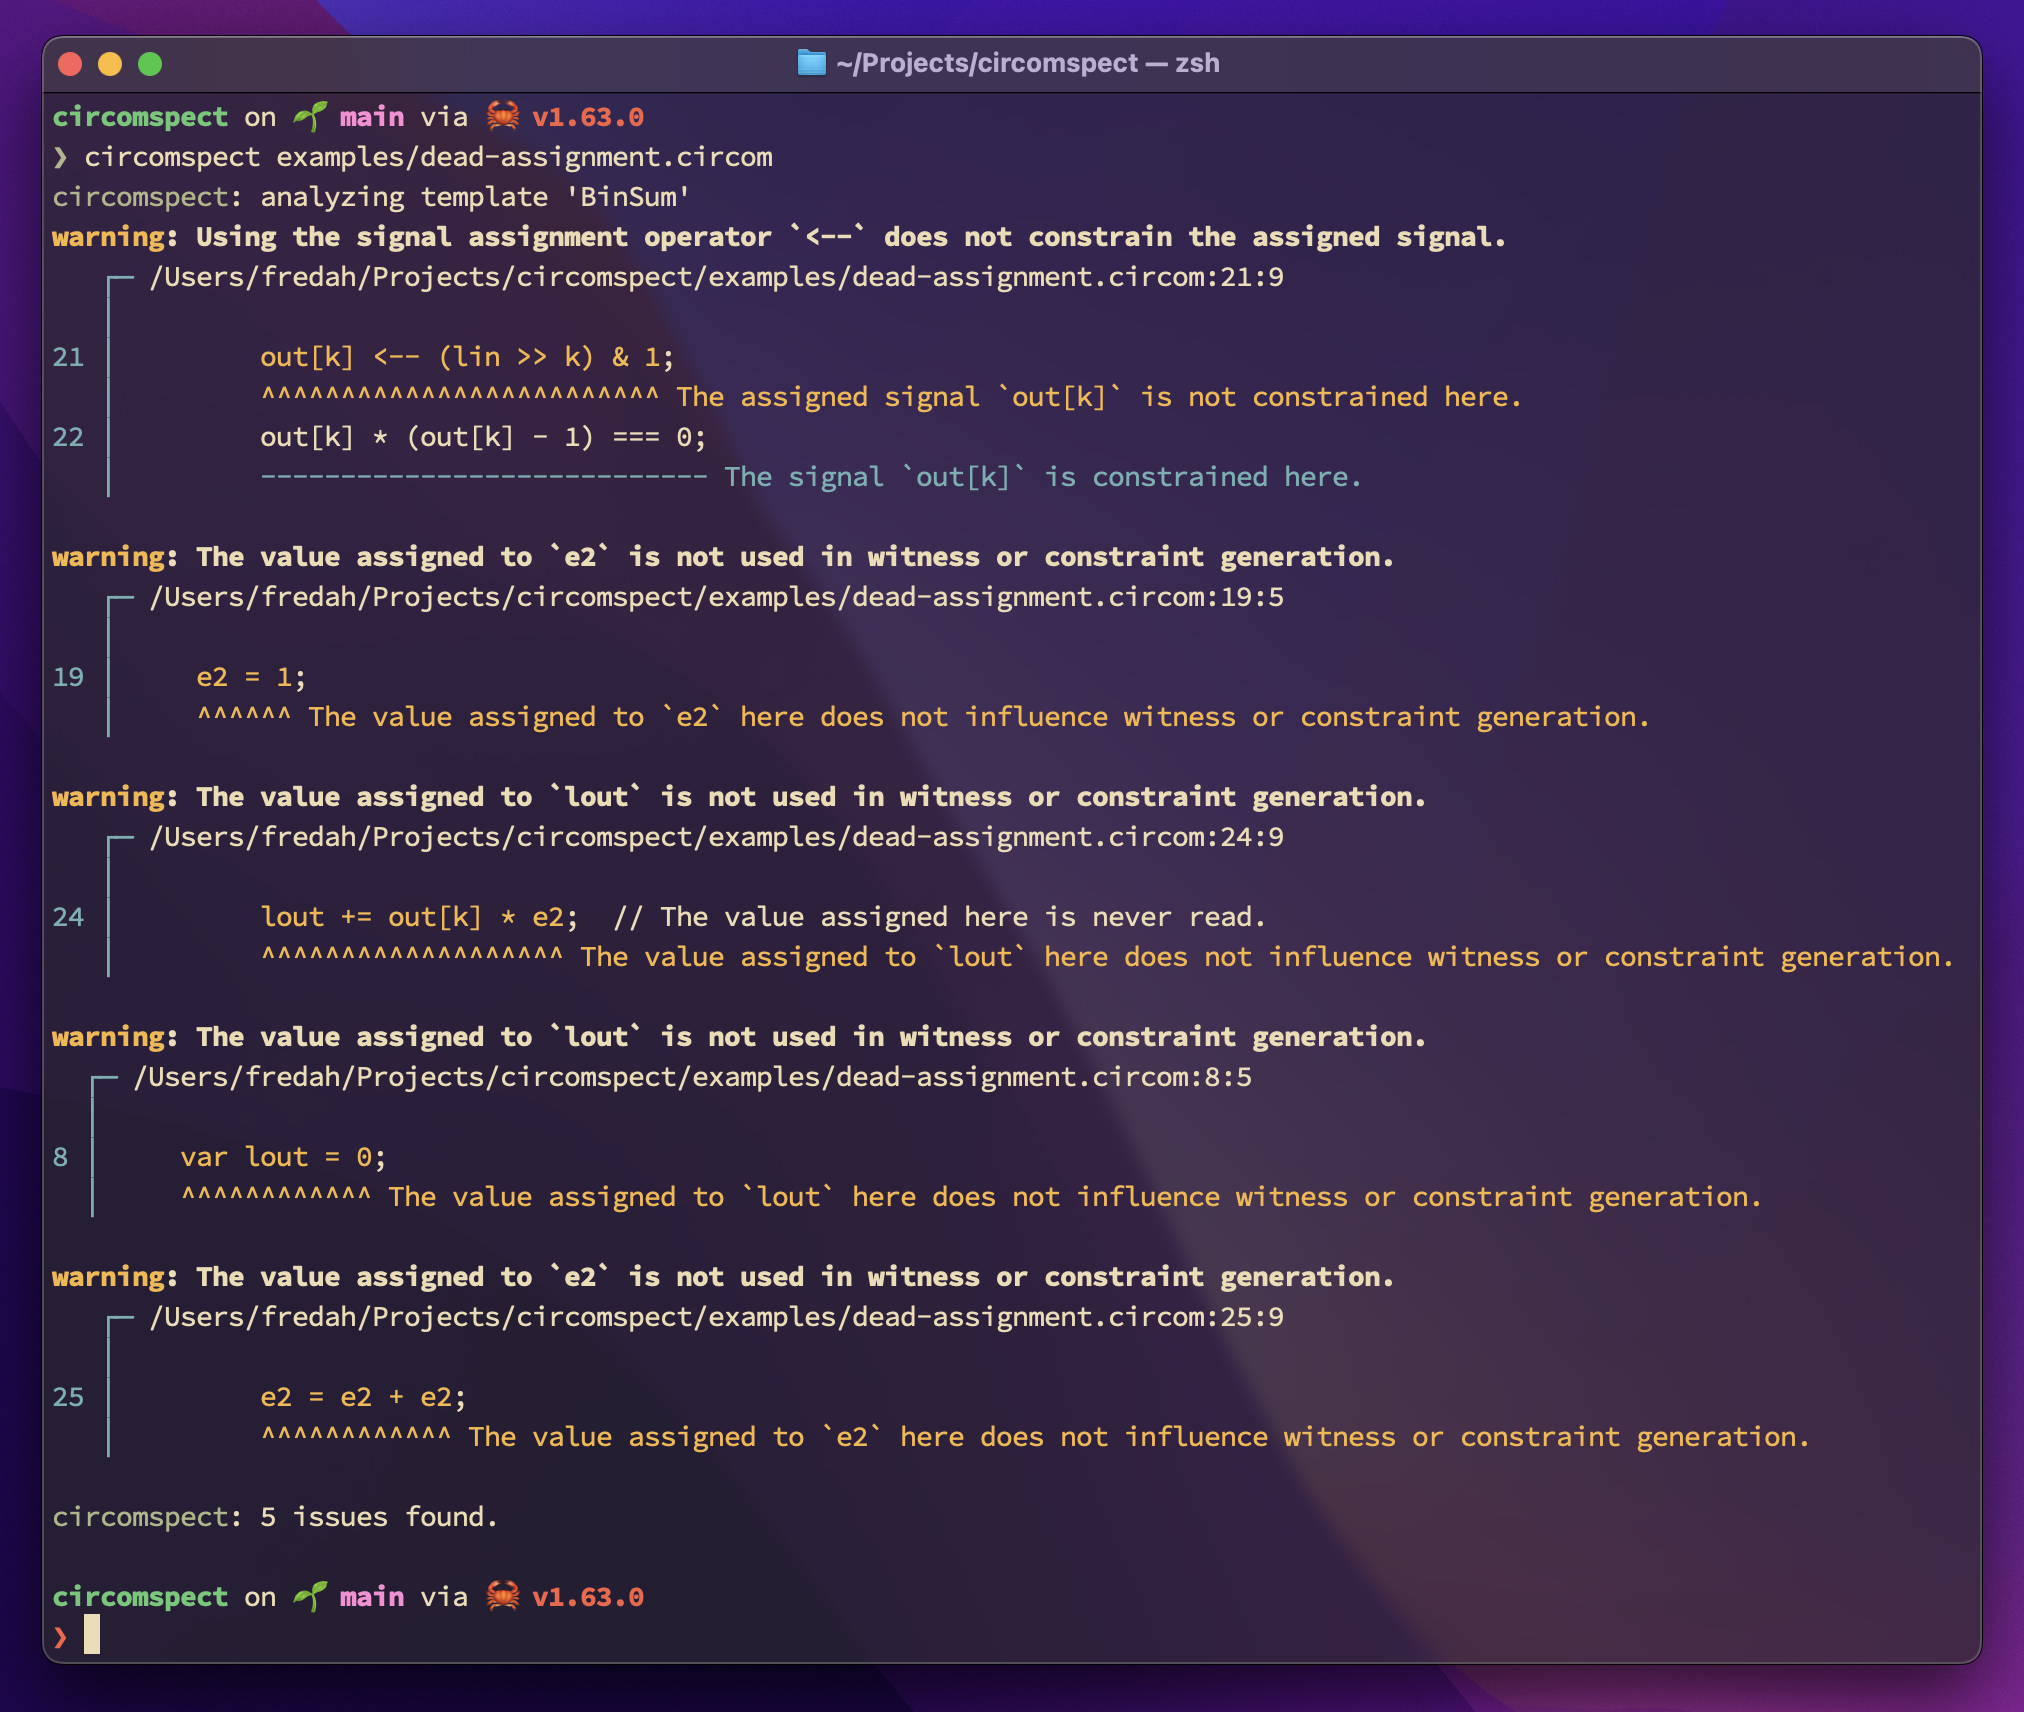 ~/Projects/circomspect — zsh
circomspect on 🌱 main via 🦀 v1.63.0
❯ circomspect examples/dead-assignment.circom
circomspect: analyzing template 'BinSum'
warning: Using the signal assignment operator `<--` does not constrain the assigned signal.
/Users/fredah/Projects/circomspect/examples/dead-assignment.circom:21:9
21 out[k] <-- (lin >> k) & 1;
^^^^^^^^^^^^^^^^^^^^^^^^^ The assigned signal `out[k]` is not constrained here.
22 out[k] * (out[k] - 1) === 0;
---------------------------- The signal `out[k]` is constrained here.
warning: The value assigned to `e2` is not used in witness or constraint generation.
/Users/fredah/Projects/circomspect/examples/dead-assignment.circom:19:5
19 e2 = 1;
^^^^^^ The value assigned to `e2` here does not influence witness or constraint generation.
warning: The value assigned to `lout` is not used in witness or constraint generation.
/Users/fredah/Projects/circomspect/examples/dead-assignment.circom:24:9
24 lout += out[k] * e2;  // The value assigned here is never read.
^^^^^^^^^^^^^^^^^^^ The value assigned to `lout` here does not influence witness or constraint generation.
warning: The value assigned to `lout` is not used in witness or constraint generation.
/Users/fredah/Projects/circomspect/examples/dead-assignment.circom:8:5
8 var lout = 0;
^^^^^^^^^^^^ The value assigned to `lout` here does not influence witness or constraint generation.
warning: The value assigned to `e2` is not used in witness or constraint generation.
/Users/fredah/Projects/circomspect/examples/dead-assignment.circom:25:9
25 e2 = e2 + e2;
^^^^^^^^^^^^ The value assigned to `e2` here does not influence witness or constraint generation.
circomspect: 5 issues found.
circomspect on 🌱 main via 🦀 v1.63.0
❯